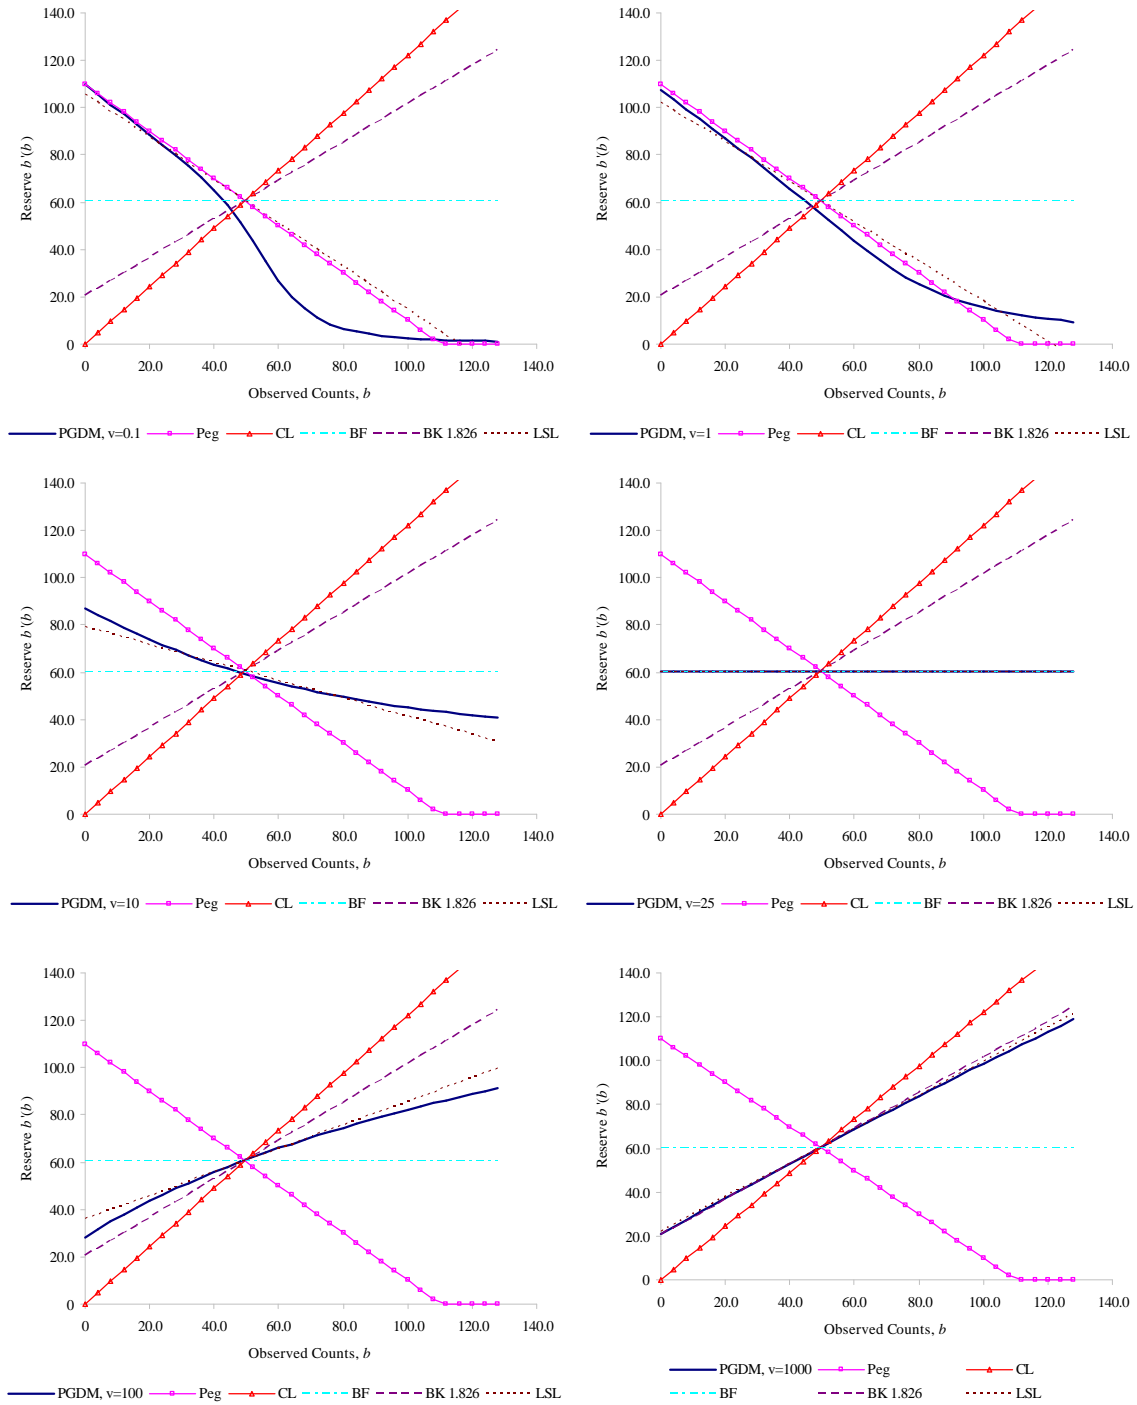 140.0
120.0
100.0
80.0
60.0
40.0
20.0
0
Reserve b'(b)
0 20.0 40.0 60.0 80.0 100.0 120.0 140.0
Observed Counts, b
PGDM, v=0.1 Peg CL BF BK 1.826 LSL
140.0
120.0
100.0
80.0
60.0
40.0
20.0
0
Reserve b'(b)
0 20.0 40.0 60.0 80.0 100.0 120.0 140.0
Observed Counts, b
PGDM, v=1 Peg CL BF BK 1.826 LSL
140.0
120.0
100.0
80.0
60.0
40.0
20.0
0
Reserve b'(b)
0 20.0 40.0 60.0 80.0 100.0 120.0 140.0
Observed Counts, b
PGDM, v=10 Peg CL BF BK 1.826 LSL
140.0
120.0
100.0
80.0
60.0
40.0
20.0
0
Reserve b'(b)
0 20.0 40.0 60.0 80.0 100.0 120.0 140.0
Observed Counts, b
PGDM, v=25 Peg CL BF BK 1.826 LSL
140.0
120.0
100.0
80.0
60.0
40.0
20.0
0
Reserve b'(b)
0 20.0 40.0 60.0 80.0 100.0 120.0 140.0
Observed Counts, b
PGDM, v=100 Peg CL BF BK 1.826 LSL
140.0
120.0
100.0
80.0
60.0
40.0
20.0
0
Reserve b'(b)
0 20.0 40.0 60.0 80.0 100.0 120.0 140.0
Observed Counts, b
PGDM, v=1000 Peg CL
BF BK 1.826 LSL